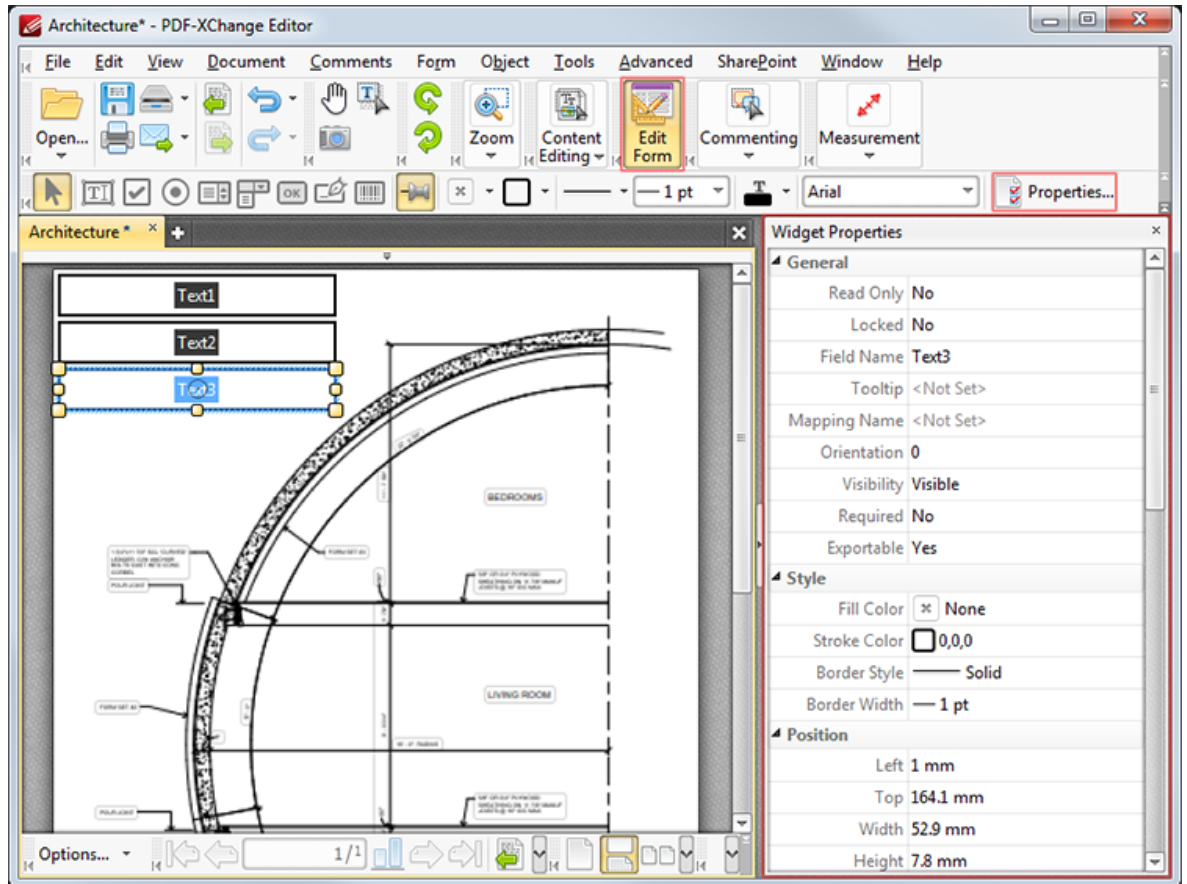 Architecture* - PDF-XChange Editor
File Edit View Document Comments Form Object Tools Advanced SharePoint Window Help
Open... Zoom Content Editing Edit Form Commenting Measurement
OK 1 pt T Arial Properties...
Architecture *
Text1
Text2
Text3
BEDROOMS
LIVING ROOM
Widget Properties
General
Read Only No
Locked No
Field Name Text3
Tooltip <Not Set>
Mapping Name <Not Set>
Orientation 0
Visibility Visible
Required No
Exportable Yes
Style
Fill Color None
Stroke Color 0,0,0
Border Style Solid
Border Width 1 pt
Position
Left 1 mm
Top 164.1 mm
Width 52.9 mm
Height 7.8 mm
Options... 1/1